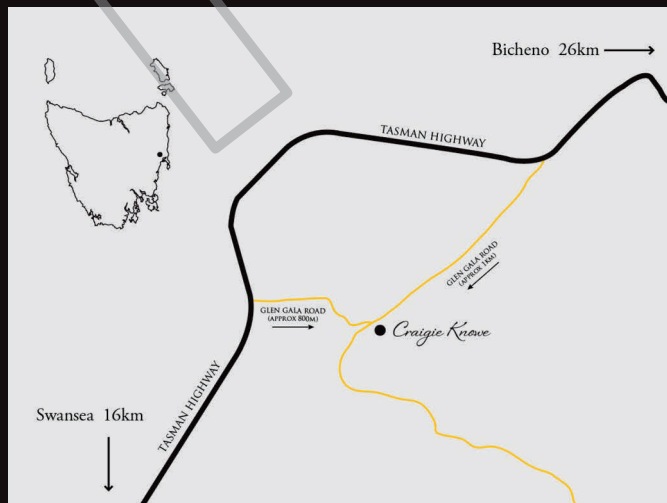 Bicheno 26km
TASMAN HIGHWAY
GLEN GALA ROAD
(APPROX 1KM)
GLEN GALA ROAD
(APPROX 800M)
Craigie Knowe
Swansea 16km
TASMAN HIGHWAY